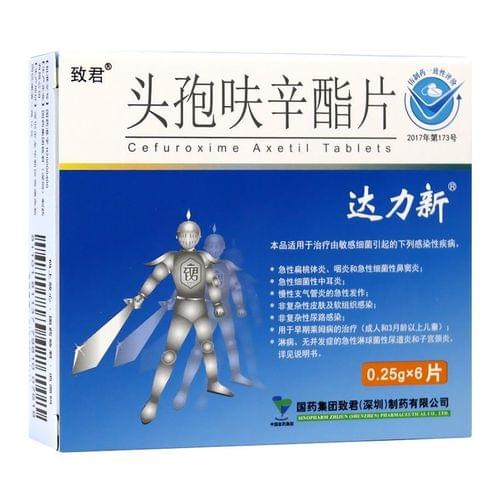 致君®
头孢呋辛酯片
Cefuroxime Axetil Tablets
仿制药一致性评价
2017年第173号
达力新®
本品适用于治疗由敏感细菌引起的下列感染性疾病。
• 急性扁桃体炎、咽炎和急性细菌性鼻窦炎;
• 急性细菌性中耳炎;
• 慢性支气管炎的急性发作;
• 非复杂性皮肤及软组织感染;
• 非复杂性尿路感染;
• 用于早期莱姆病的治疗(成人和3月龄以上儿童);
• 淋病、无并发症的急性淋球菌性尿道炎和子宫颈炎。
详见说明书。
致君
0.25g×6片
中国医药集团
国药集团致君(深圳)制药有限公司
SINOPHARM ZHIJUN (SHENZHEN) PHARMACEUTICAL CO., LTD.